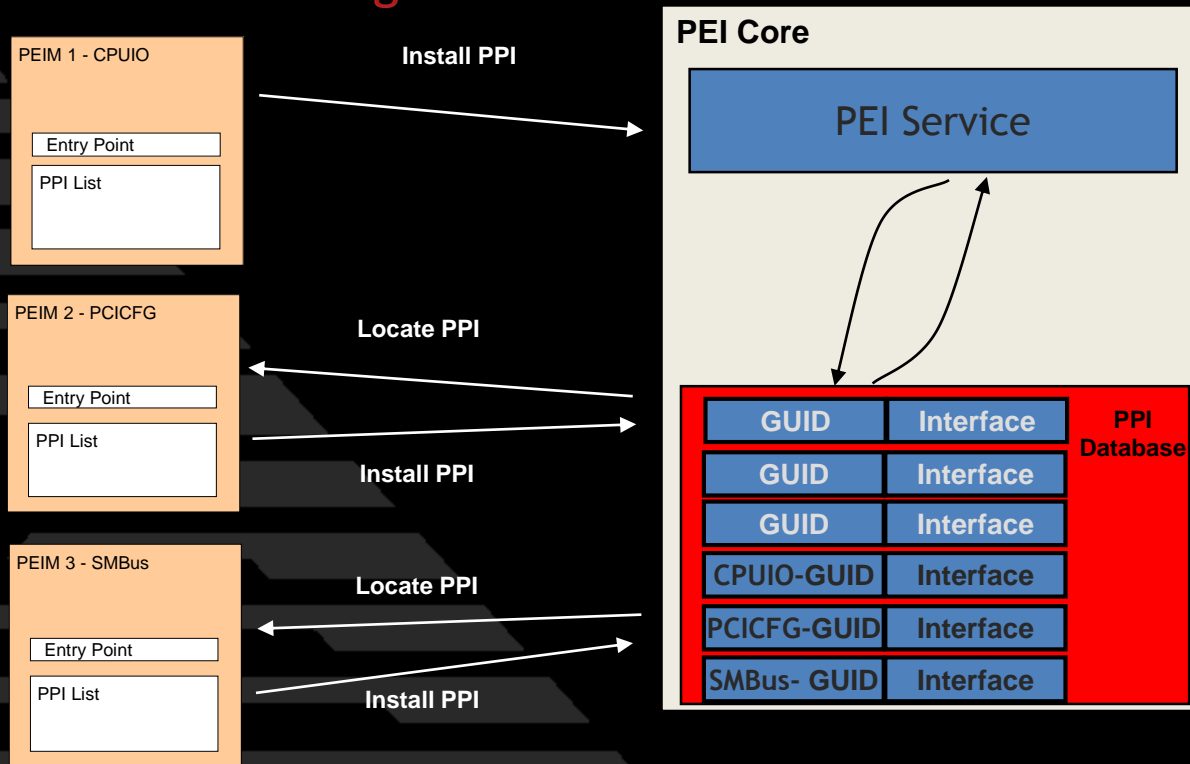 PEI Core
PEIM 1 - CPUIO
Install PPI
Entry Point
PPI List
PEI Service
PEIM 2 - PCICFG
Locate PPI
Entry Point
PPI List
Install PPI
PEIM 3 - SMBus
Locate PPI
Entry Point
PPI List
Install PPI
GUID Interface
PPI
Database
GUID Interface
GUID Interface
CPUIO-GUID Interface
PCICFG-GUID Interface
SMBus- GUID Interface